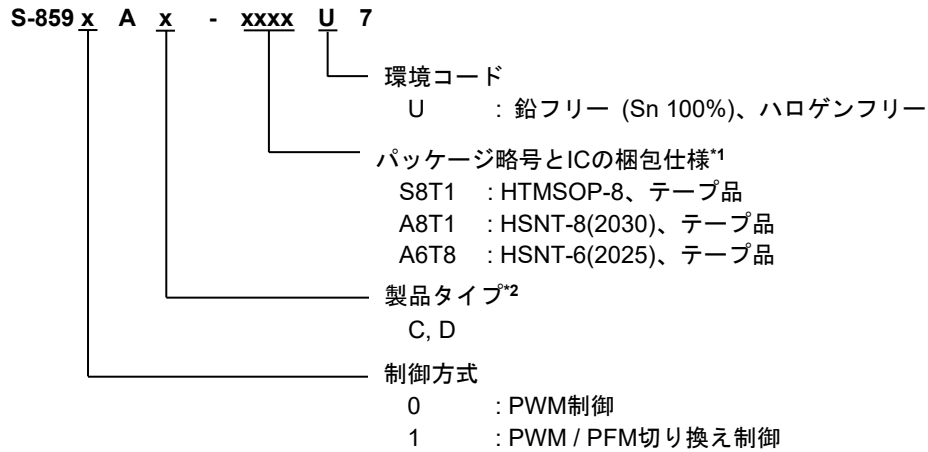 S-859 x A x - xxxx U 7
環境コード
U : 鉛フリー (Sn 100%)、ハロゲンフリー
パッケージ略号とICの梱包仕様*1
S8T1 : HTMSOP-8、テープ品
A8T1 : HSNT-8(2030)、テープ品
A6T8 : HSNT-6(2025)、テープ品
製品タイプ*2
C, D
制御方式
0 : PWM制御
1 : PWM / PFM切り換え制御